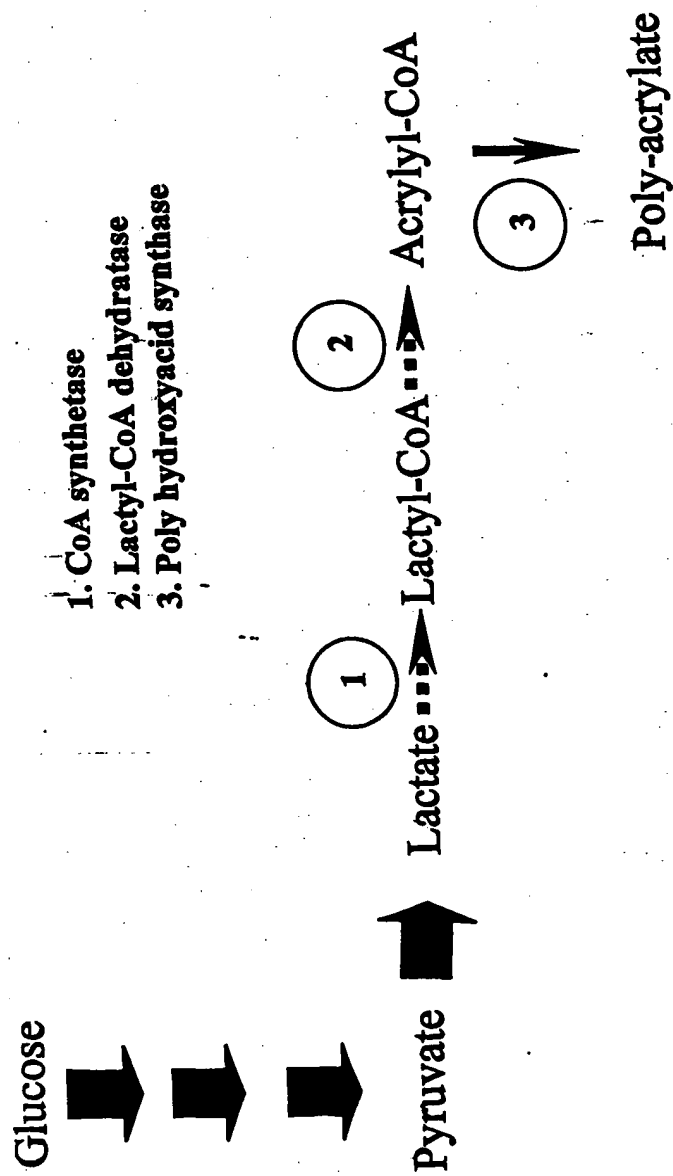 Glucose
1. CoA synthetase
2. Lactyl-CoA dehydratase
3. Poly hydroxyacid synthase
1
2
Pyruvate
Lactate
Lactyl-CoA
Acrylyl-CoA
3
Poly-acrylate